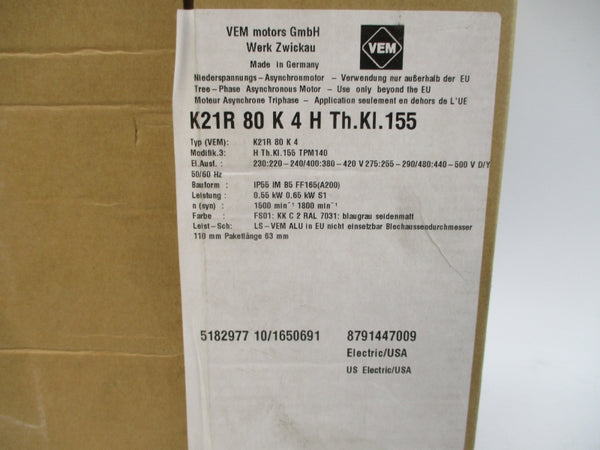 VEM motors GmbH
Werk Zwickau
Made in Germany
VEM
Niederspannungs-Asynchronmotor - Verwendung nur außerhalb der EU
Tree-Phase Asynchronous Motor - Use only beyond the EU
Moteur Asynchrone Triphase - Application seulement en dehors de L'UE
K21R 80 K 4 H Th.Kl.155
Typ (VEM): K21R 80 K 4
Modifik.3: H Th.Kl.155 TPM140
El.Ausf. : 230:220-240/400:380-420 V 275:255-290/480:440-500 V D/Y
50/60 Hz
Bauform : IP55 IM B5 FF165(A200)
Leistung : 0.55 kW 0.65 kW S1
n (syn) : 1500 min⁻¹ 1800 min⁻¹
Farbe : FS01: KK C 2 RAL 7031: blaugrau seidenmatt
Leist-Sch: LS-VEM ALU in EU nicht einsetzbar Blechaussendurchmesser
110 mm Paketlänge 63 mm
5182977 10/1650691 8791447009
Electric/USA
US Electric/USA